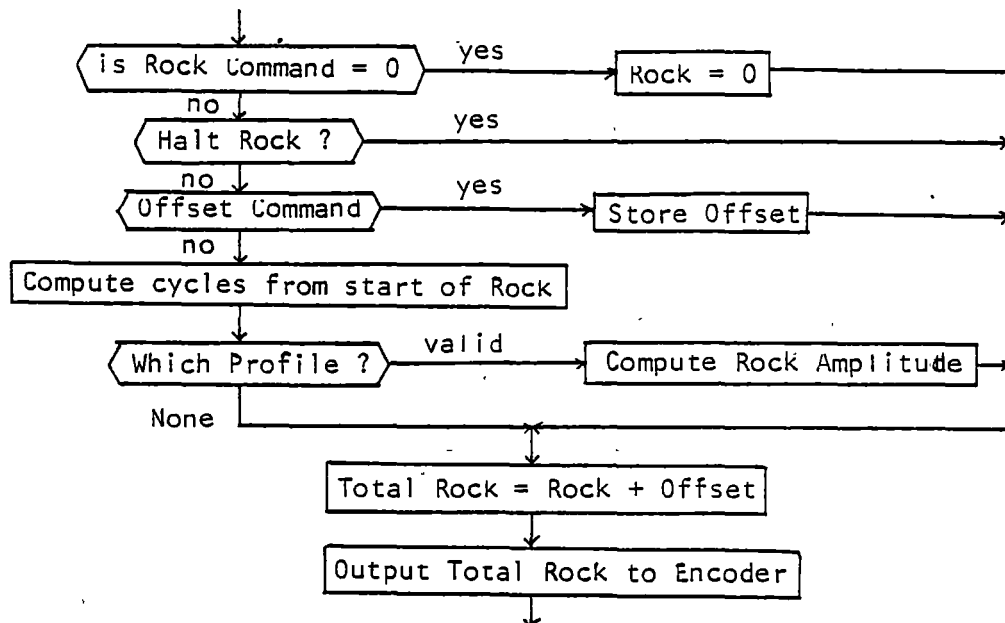 yes
is Rock Command = 0
Rock = 0
no
yes
Halt Rock ?
no
yes
Offset Command
Store Offset
no
Compute cycles from start of Rock
valid
Which Profile ?
Compute Rock Amplitude
None
Total Rock = Rock + Offset
Output Total Rock to Encoder